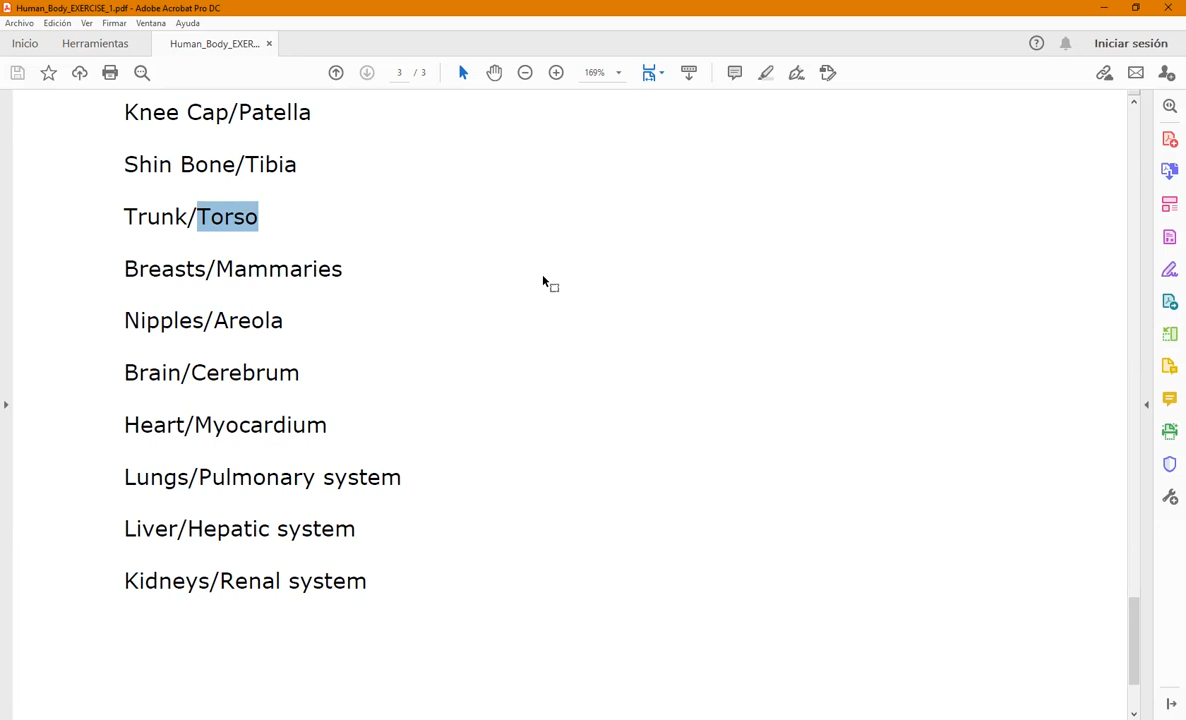 Human_Body_EXERCISE_1.pdf - Adobe Acrobat Pro DC
Archivo Edición Ver Firmar Ventana Ayuda
Inicio Herramientas Human_Body_EXER... × Iniciar sesión
3 / 3 169%
Knee Cap/Patella
Shin Bone/Tibia
Trunk/Torso
Breasts/Mammaries
Nipples/Areola
Brain/Cerebrum
Heart/Myocardium
Lungs/Pulmonary system
Liver/Hepatic system
Kidneys/Renal system